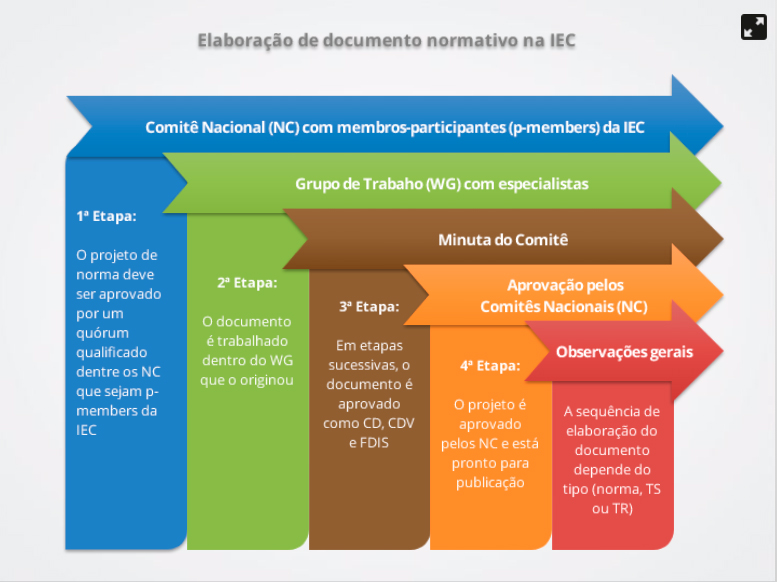 Elaboração de documento normativo na IEC
Comitê Nacional (NC) com membros-participantes (p-members) da IEC
1ª Etapa:
O projeto de
norma deve
ser aprovado
por um
quórum
qualificado
dentre os NC
que sejam p-
members da
IEC
Grupo de Trabaho (WG) com especialistas
2ª Etapa:
O documento
é trabalhado
dentro do WG
que o originou
Minuta do Comitê
3ª Etapa:
Em etapas
sucessivas, o
documento é
aprovado
como CD, CDV
e FDIS
Aprovação pelos
Comitês Nacionais (NC)
4ª Etapa:
O projeto é
aprovado
pelos NC e está
pronto para
publicação
Observações gerais
A sequência de
elaboração do
documento
depende do
tipo (norma, TS
ou TR)